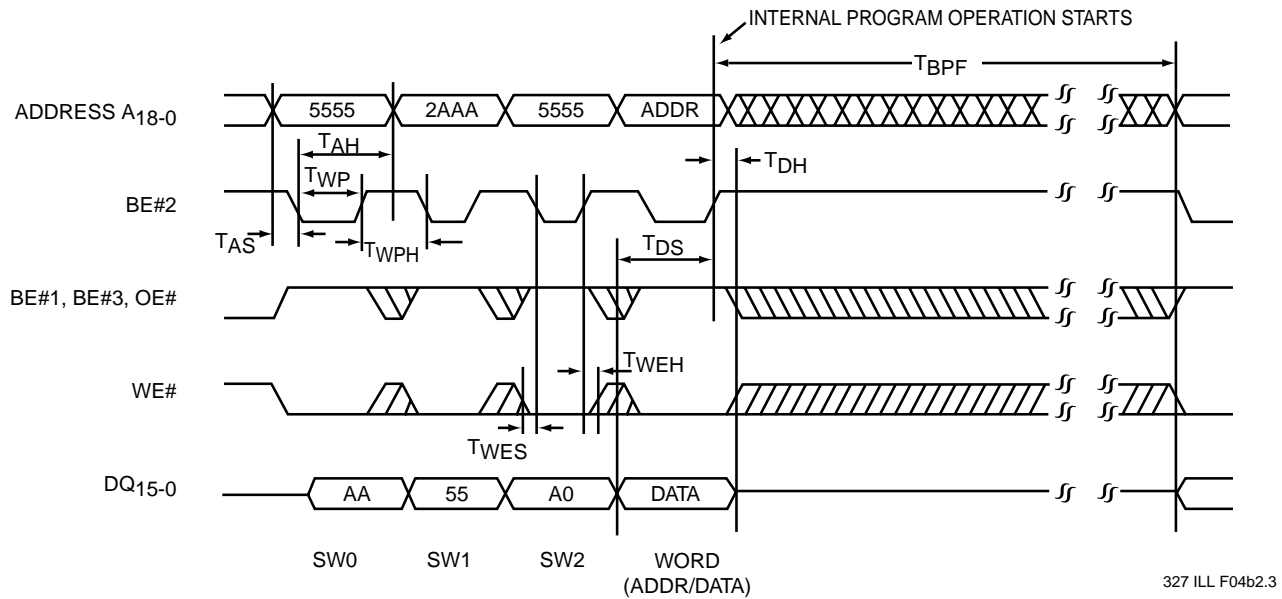 INTERNAL PROGRAM OPERATION STARTS
TBPF
ADDRESS A18-0
5555
2AAA
5555
ADDR
TAH
TDH
TWP
BE#2
TAS
TWPH
TDS
BE#1, BE#3, OE#
TWEH
WE#
TWES
DQ15-0
AA
55
A0
DATA
SW0
SW1
SW2
WORD
(ADDR/DATA)
327 ILL F04b2.3